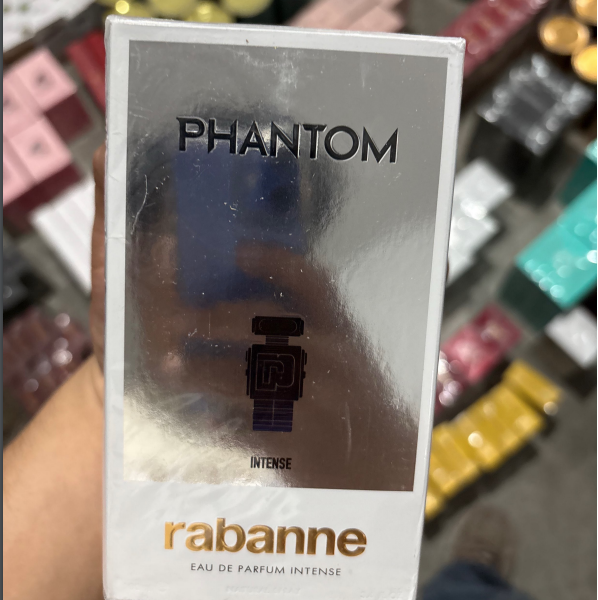 PHANTOM
INTENSE
rabanne
EAU DE PARFUM INTENSE